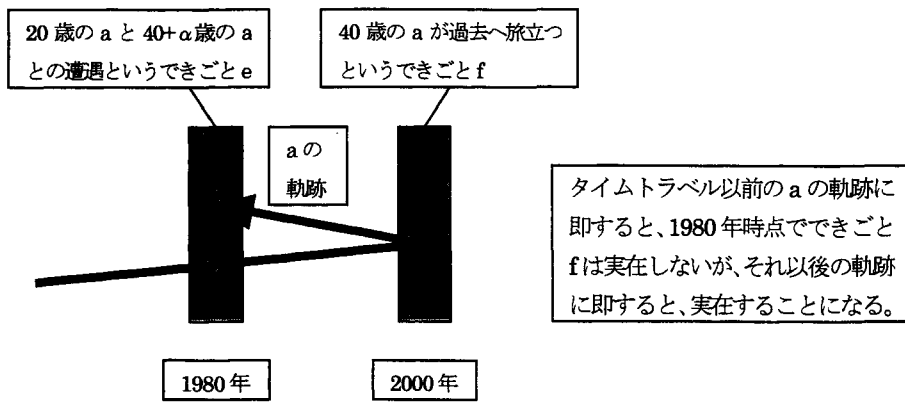 20 歳の a と 40+α歳の a
との遭遇というできごと e
40 歳の a が過去へ旅立つ
というできごと f
a の
軌跡
タイムトラベル以前の a の軌跡に
即すると、1980 年時点でできごと
f は実在しないが、それ以後の軌跡
に即すると、実在することになる。
1980 年
2000 年